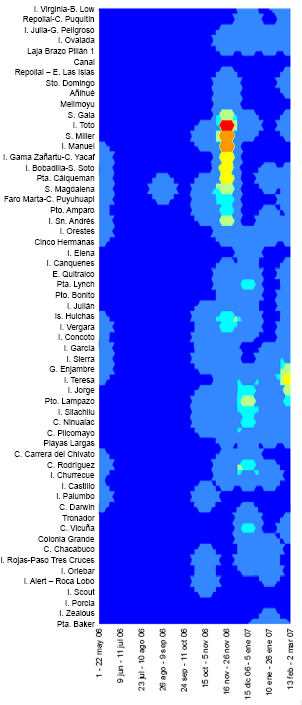 I. Virginia-B. Low
Repollal-C. Puquitín
I. Julia-G. Peligroso
I. Ovalada
Laja Brazo Pillán 1
Canal
Repollal – E. Las Islas
Sto. Domingo
Añihué
Melimoyu
S. Gala
I. Toto
S. Miller
I. Manuel
I. Gama Zañartu-C. Yacaf
I. Bobadilla-S. Soto
Pta. Calqueman
S. Magdalena
Faro Marta-C. Puyuhuapi
Pto. Amparo
I. Sn. Andrés
I. Orestes
Cinco Hermanas
I. Elena
I. Canquenes
E. Quitralco
Pta. Lynch
Pto. Bonito
I. Julián
Is. Huichas
I. Vergara
I. Concoto
I. García
I. Sierra
G. Enjambre
I. Teresa
I. Jorge
Pto. Lampazo
I. Silachilu
C. Ninualac
C. Pilcomayo
Playas Largas
C. Carrera del Chivato
C. Rodríguez
I. Churrecue
I. Castillo
I. Palumbo
C. Darwin
Tronador
C. Vicuña
Colonia Grande
C. Chacabuco
I. Rojas-Paso Tres Cruces
I. Orlebar
I. Alert – Roca Lobo
I. Scout
I. Porcia
I. Zealous
Pta. Baker
1 - 22 may 06
9 jun - 11 jul 06
23 jul - 10 ago 06
26 ago - 9 sep 06
24 sep - 11 oct 06
15 oct - 5 nov 06
16 nov - 26 nov 06
15 dic 06 - 5 ene 07
10 ene - 26 ene 07
13 feb - 2 mar 07